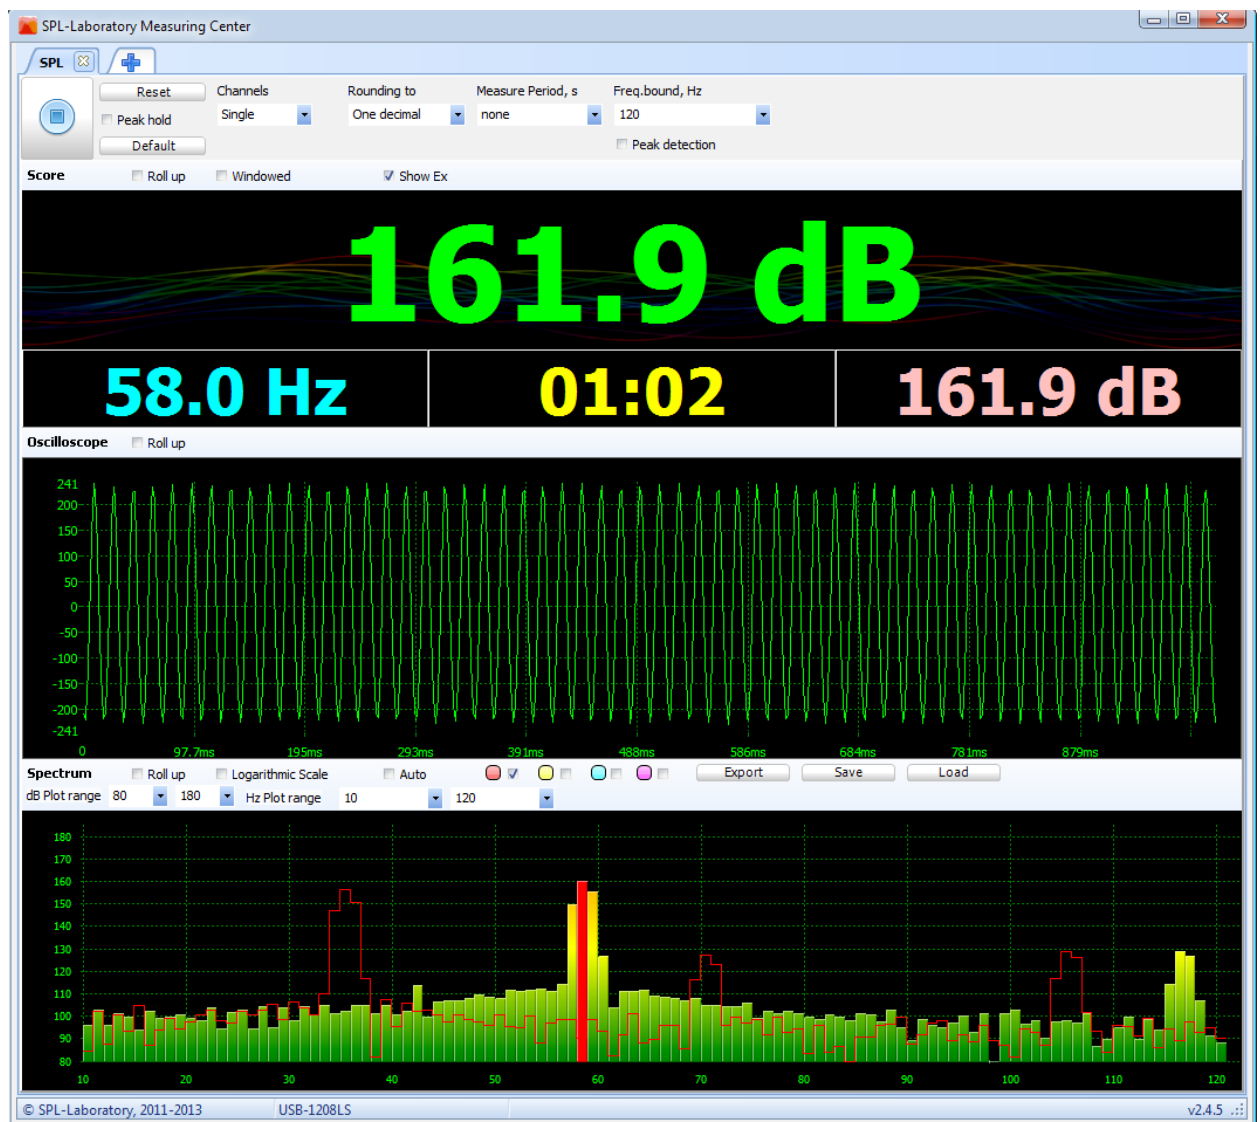 SPL-Laboratory Measuring Center
SPL
Reset Channels Rounding to Measure Period, s Freq.bound, Hz
Peak hold Single One decimal none 120
Default Peak detection
Score Roll up Windowed Show Ex
161.9 dB
58.0 Hz 01:02 161.9 dB
Oscilloscope Roll up
241
200
150
100
50
0
-50
-100
-150
-200
-241
0 97.7ms 195ms 293ms 391ms 488ms 586ms 684ms 781ms 879ms
Spectrum Roll up Logarithmic Scale Auto Export Save Load
dB Plot range 80 180 Hz Plot range 10 120
180
170
160
150
140
130
120
110
100
90
80
10 20 30 40 50 60 70 80 90 100 110 120
© SPL-Laboratory, 2011-2013 USB-1208LS v2.4.5